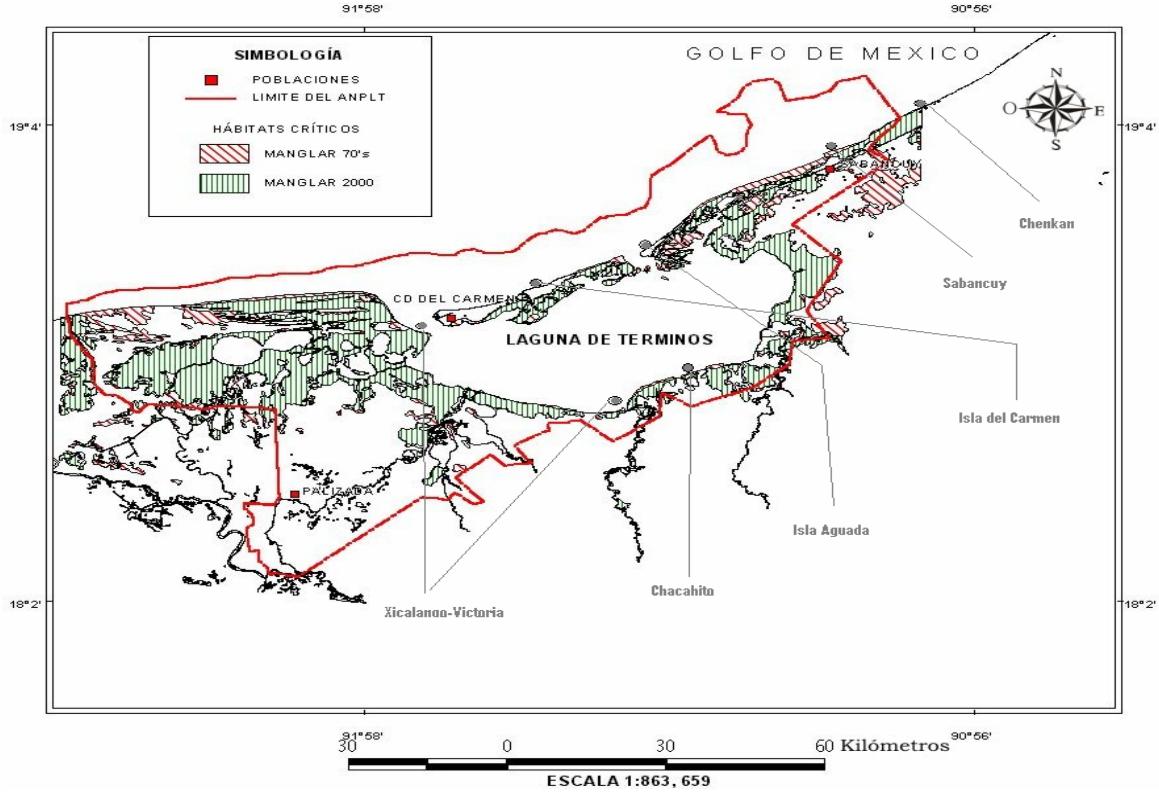 91°58'
90°56'
SIMBOLOGÍA
POBLACIONES
LIMITE DEL ANPLT
HÁBITATS CRÍTICOS
MANGLAR 70's
MANGLAR 2000
GOLFO DE MEXICO
N
O
E
S
19°4'
19°4'
SABANCUY
Chenkan
Sabancuy
CD DEL CARMEN
LAGUNA DE TERMINOS
Isla del Carmen
PALIZADA
Isla Aguada
Chacahito
Xicalango-Victoria
18°2'
18°2'
91°58'
90°56'
30 0 30 60 Kilómetros
ESCALA 1:863, 659